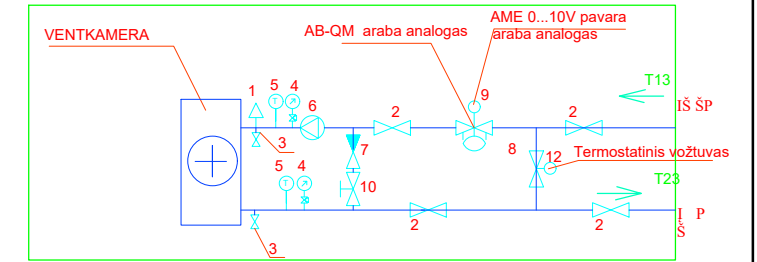 AME 0...10V pavara
araba analogas
AB-QM araba analogas
VENTKAMERA
T13
1
5
4
6
9
2
2
IŠ ŠP
3
7
8
12
Termostatinis vožtuvas
5
4
10
T23
2
2
Į P
Š
3